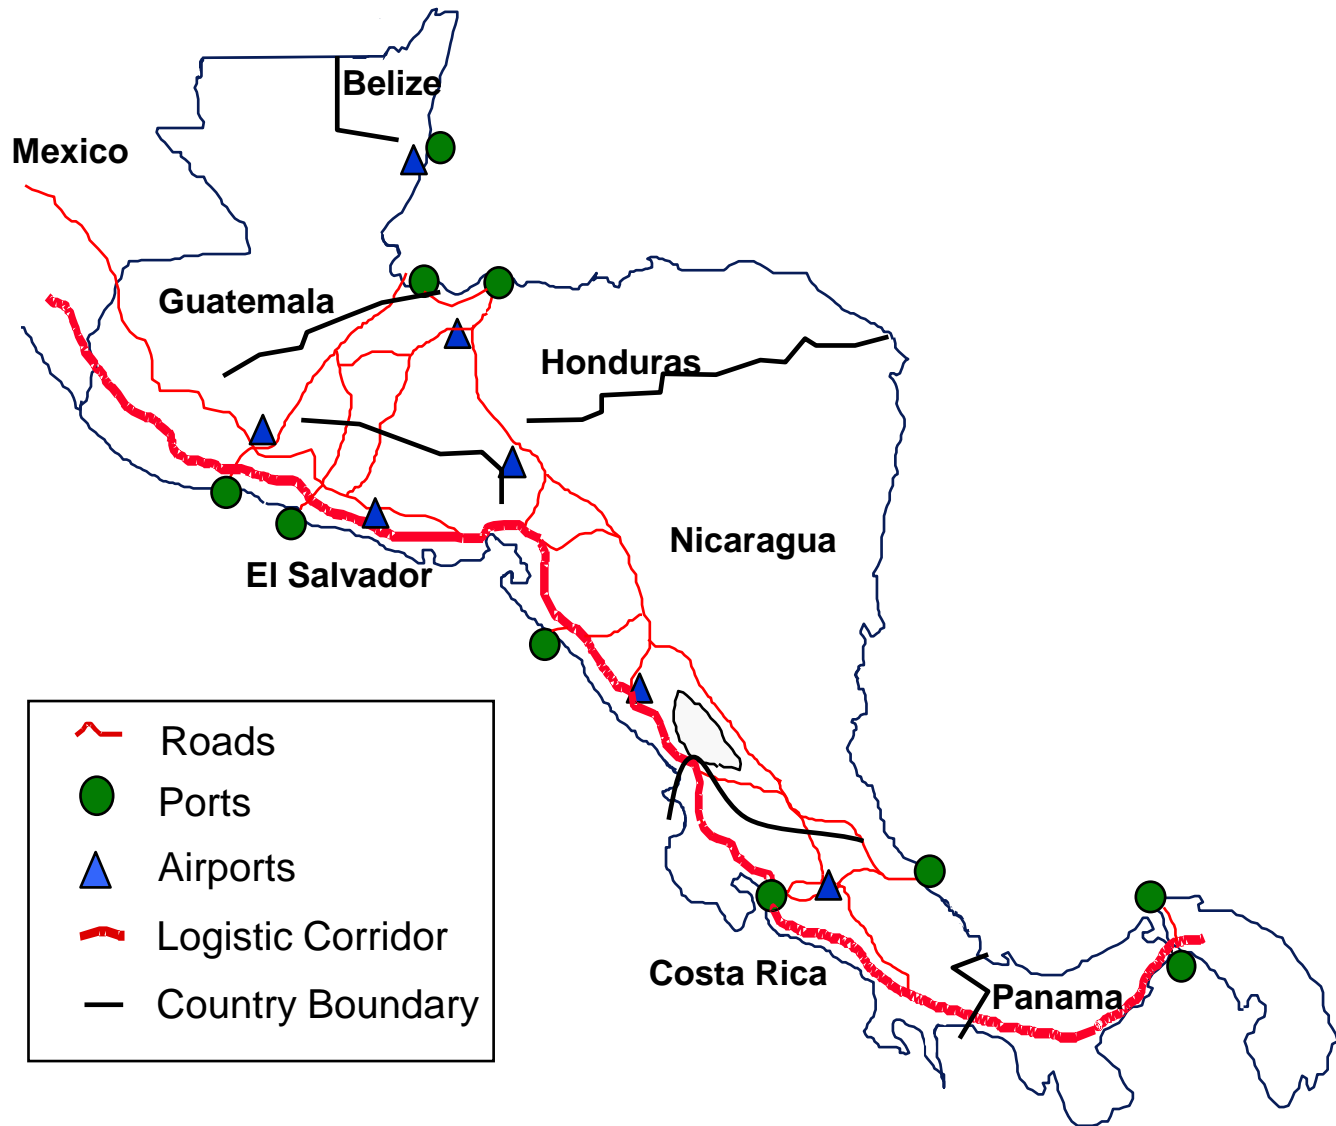 Belize
Mexico
Guatemala
Honduras
Nicaragua
El Salvador
Roads
Ports
Airports
Logistic Corridor
Country Boundary
Costa Rica
Panama